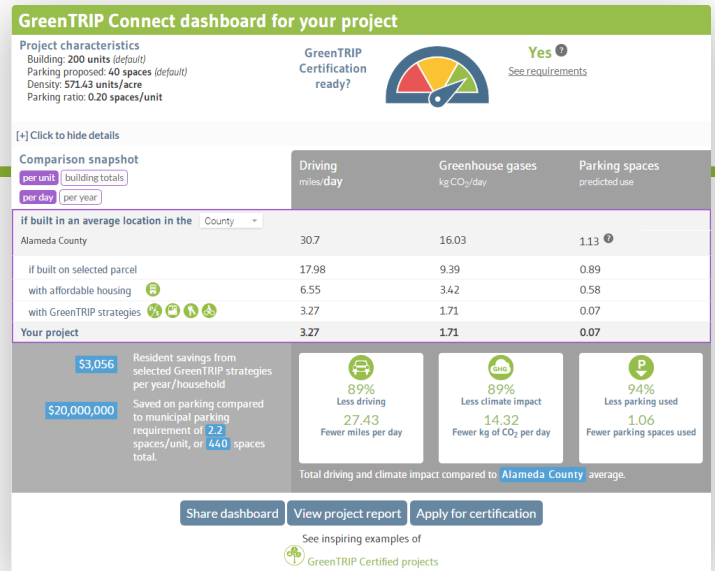 GreenTRIP Connect dashboard for your project
Project characteristics
Building: 200 units (default)
Parking proposed: 40 spaces (default)
Density: 571.43 units/acre
Parking ratio: 0.20 spaces/unit
GreenTRIP
Certification
ready?
Yes ?
See requirements
[+] Click to hide details
Comparison snapshot
per unit building totals
per day per year
Driving
miles/day
Greenhouse gases
kg CO2/day
Parking spaces
predicted use
if built in an average location in the County
Alameda County 30.7 16.03 1.13 ?
if built on selected parcel 17.98 9.39 0.89
with affordable housing 6.55 3.42 0.58
with GreenTRIP strategies 3.27 1.71 0.07
Your project 3.27 1.71 0.07
$3,056
Resident savings from
selected GreenTRIP strategies
per year/household
$20,000,000
Saved on parking compared
to municipal parking
requirement of 2.2
spaces/unit, or 440 spaces
total.
89%
Less driving
27.43
Fewer miles per day
GHG
89%
Less climate impact
14.32
Fewer kg of CO2 per day
P
94%
Less parking used
1.06
Fewer parking spaces used
Total driving and climate impact compared to Alameda County average.
Share dashboard
View project report
Apply for certification
See inspiring examples of
GreenTRIP Certified projects